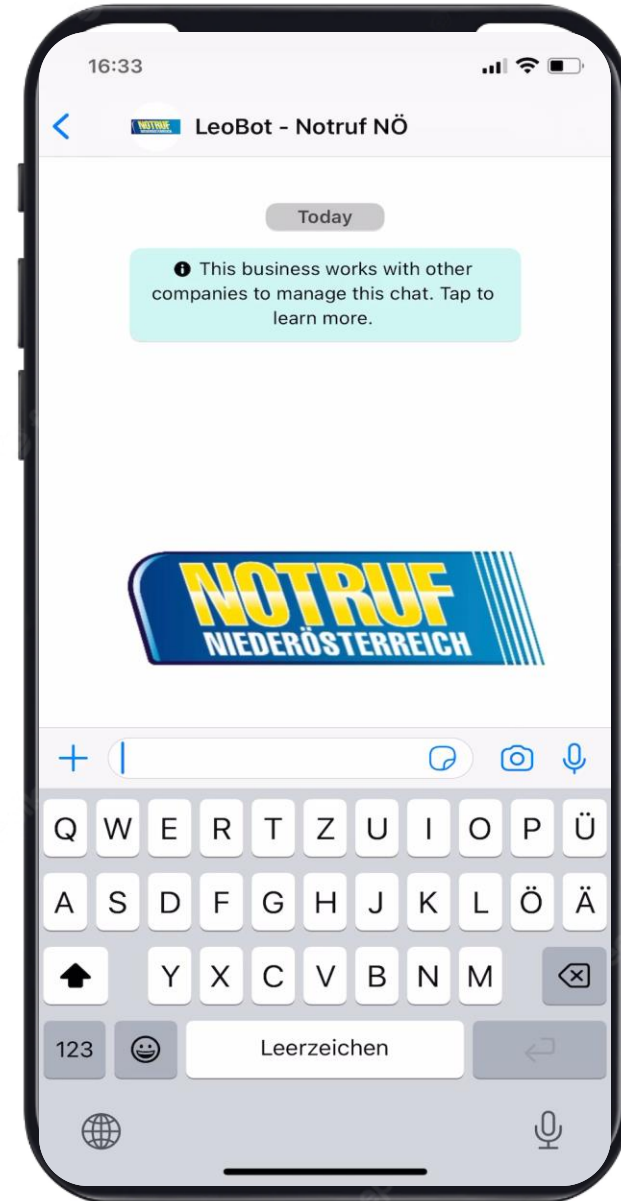 16:33
NOTRUF LeoBot - Notruf NÖ
Today
This business works with other
companies to manage this chat. Tap to
learn more.
NOTRUF
NIEDERÖSTERREICH
Q W E R T Z U I O P Ü
A S D F G H J K L Ö Ä
Y X C V B N M
123 Leerzeichen